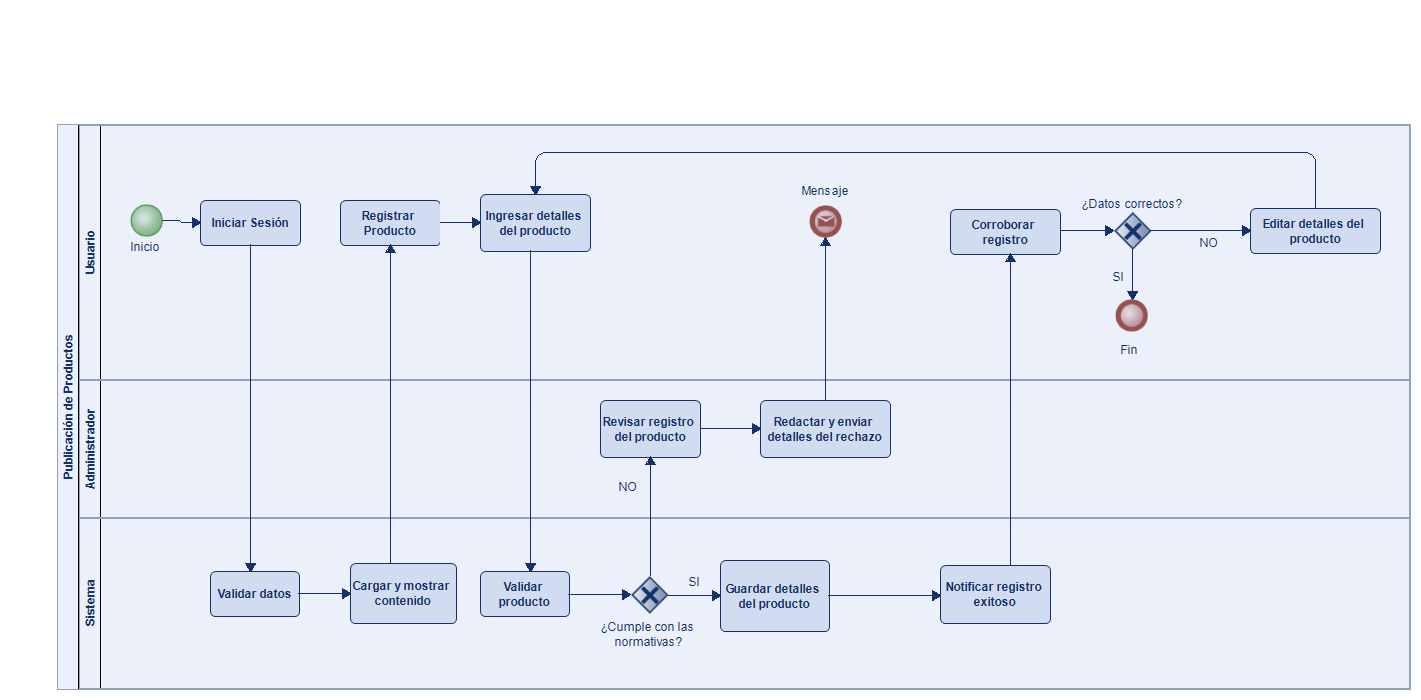 Publicación de Productos
Usuario
Inicio
Iniciar Sesión
Registrar
Producto
Ingresar detalles
del producto
Mensaje
Corroborar
registro
¿Datos correctos?
NO
SI
Fin
Editar detalles del
producto
Administrador
Revisar registro
del producto
Redactar y enviar
detalles del rechazo
NO
Sistema
Validar datos
Cargar y mostrar
contenido
Validar
producto
¿Cumple con las
normativas?
SI
Guardar detalles
del producto
Notificar registro
exitoso